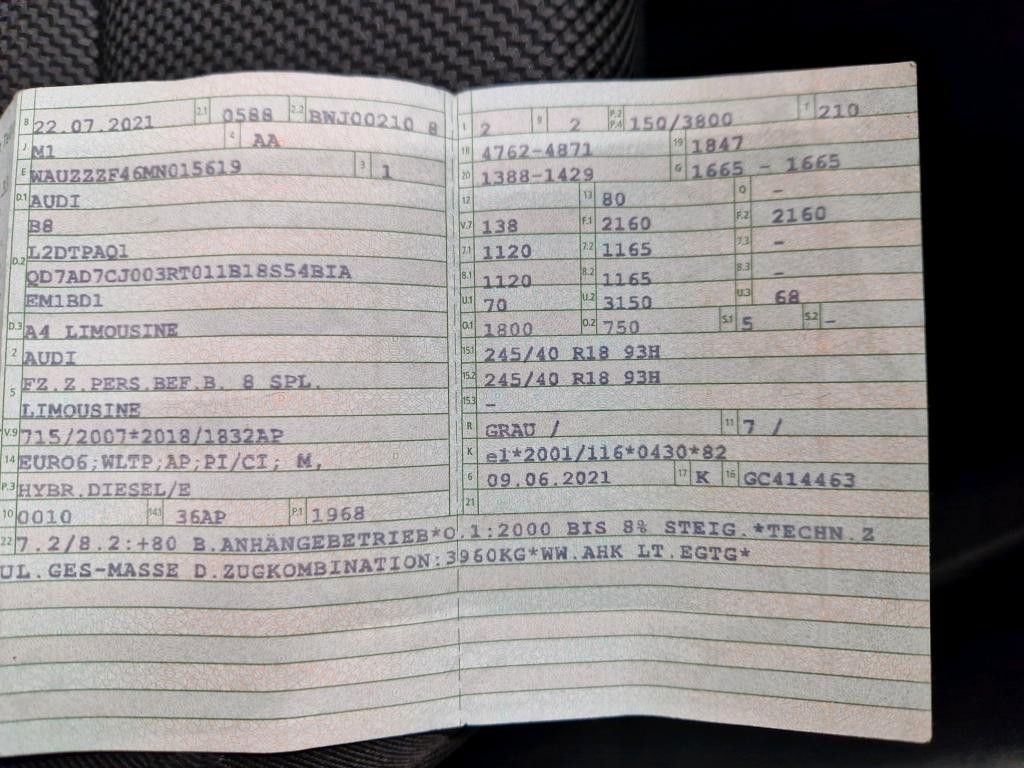 B 22.07.2021 2.1 0588 2.2 BWJ00210 8
J M1 4 AA
E WAUZZZF46MN015619 3 1
D.1 AUDI
B8
D.2 L2DTPAQ1
QD7AD7CJ003RT011B18S54BIA
EM1BD1
D.3 A4 LIMOUSINE
2 AUDI
5 FZ.Z.PERS.BEF.B. 8 SPL.
LIMOUSINE
V.9 715/2007*2018/1832AP
14 EURO6;WLTP;AP;PI/CI; M,
P.3 HYBR.DIESEL/E
10 0010 14.1 36AP P.1 1968
L 2 9 2 P.2 P.4 150/3800 T 210
18 4762-4871 19 1847
20 1388-1429 G 1665 - 1665
12 13 80 Q -
V.7 138 F.1 2160 F.2 2160
7.1 1120 7.2 1165 7.3 -
8.1 1120 8.2 1165 8.3 -
U.1 70 U.2 3150 U.3 68
O.1 1800 O.2 750 S.1 5 S.2 -
15.1 245/40 R18 93H
15.2 245/40 R18 93H
15.3 -
R GRAU / 11 7 /
K e1*2001/116*0430*82
6 09.06.2021 17 K 16 GC414463
21
22 7.2/8.2:+80 B.ANHÄNGEBETRIEB*O.1:2000 BIS 8% STEIG.*TECHN.Z
UL.GES-MASSE D.ZUGKOMBINATION:3960KG*WW.AHK LT.EGTG*